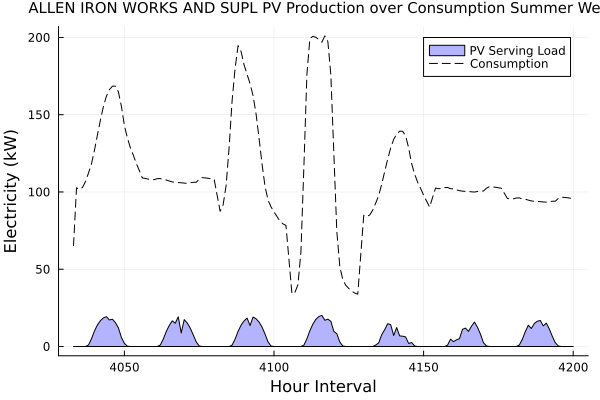 ALLEN IRON WORKS AND SUPL PV Production over Consumption Summer We
200
150
100
50
0
Electricity (kW)
PV Serving Load
Consumption
4050
4100
4150
4200
Hour Interval